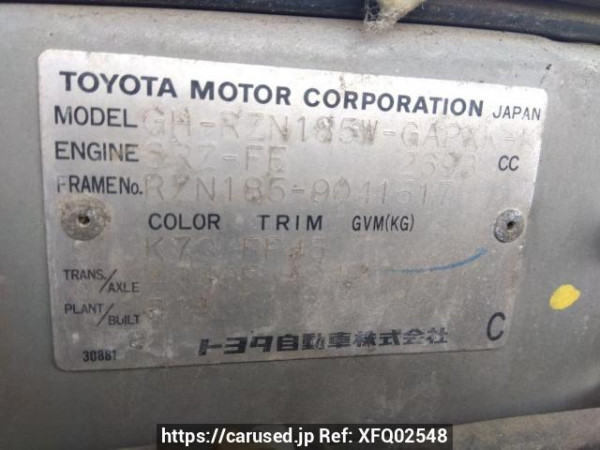 TOYOTA MOTOR CORPORATION JAPAN
MODEL GH-RZN185W-GAPXK-K
ENGINE 3RZ-FE 2693 CC
FRAME No. RZN185-9041517
COLOR TRIM GVM(KG)
TRANS./AXLE
PLANT/BUILT
30881
トヨタ自動車株式会社 C
https://carused.jp Ref: XFQ02548